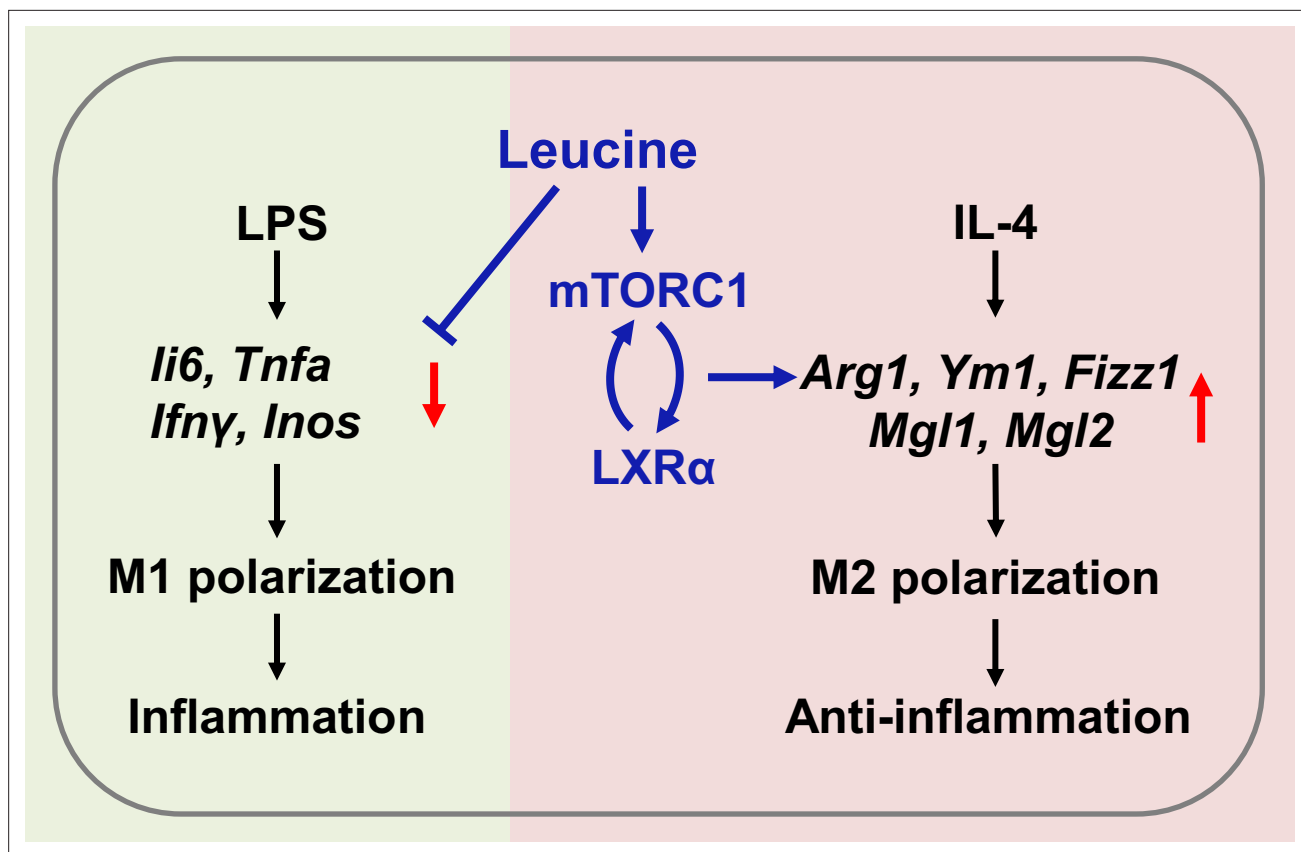 Leucine
LPS
IL-4
mTORC1
Ii6, Tnfa
Ifnγ, Inos
Arg1, Ym1, Fizz1
Mgl1, Mgl2
LXRα
M1 polarization
M2 polarization
Inflammation
Anti-inflammation